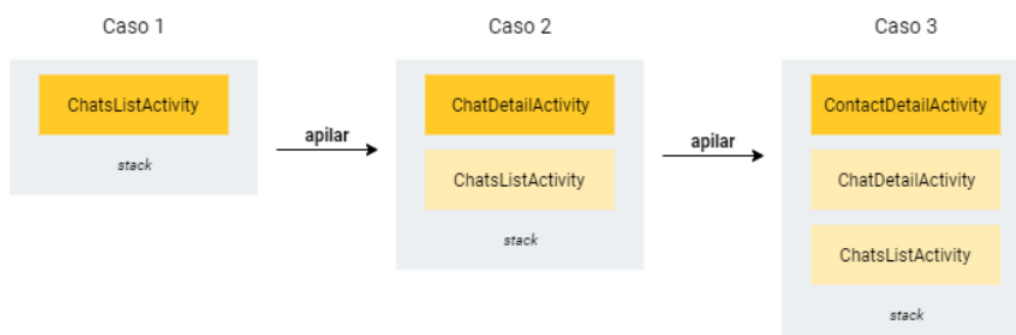 Caso 1
Caso 2
Caso 3
ChatsListActivity
stack
apilar
ChatDetailActivity
ChatsListActivity
stack
apilar
ContactDetailActivity
ChatDetailActivity
ChatsListActivity
stack